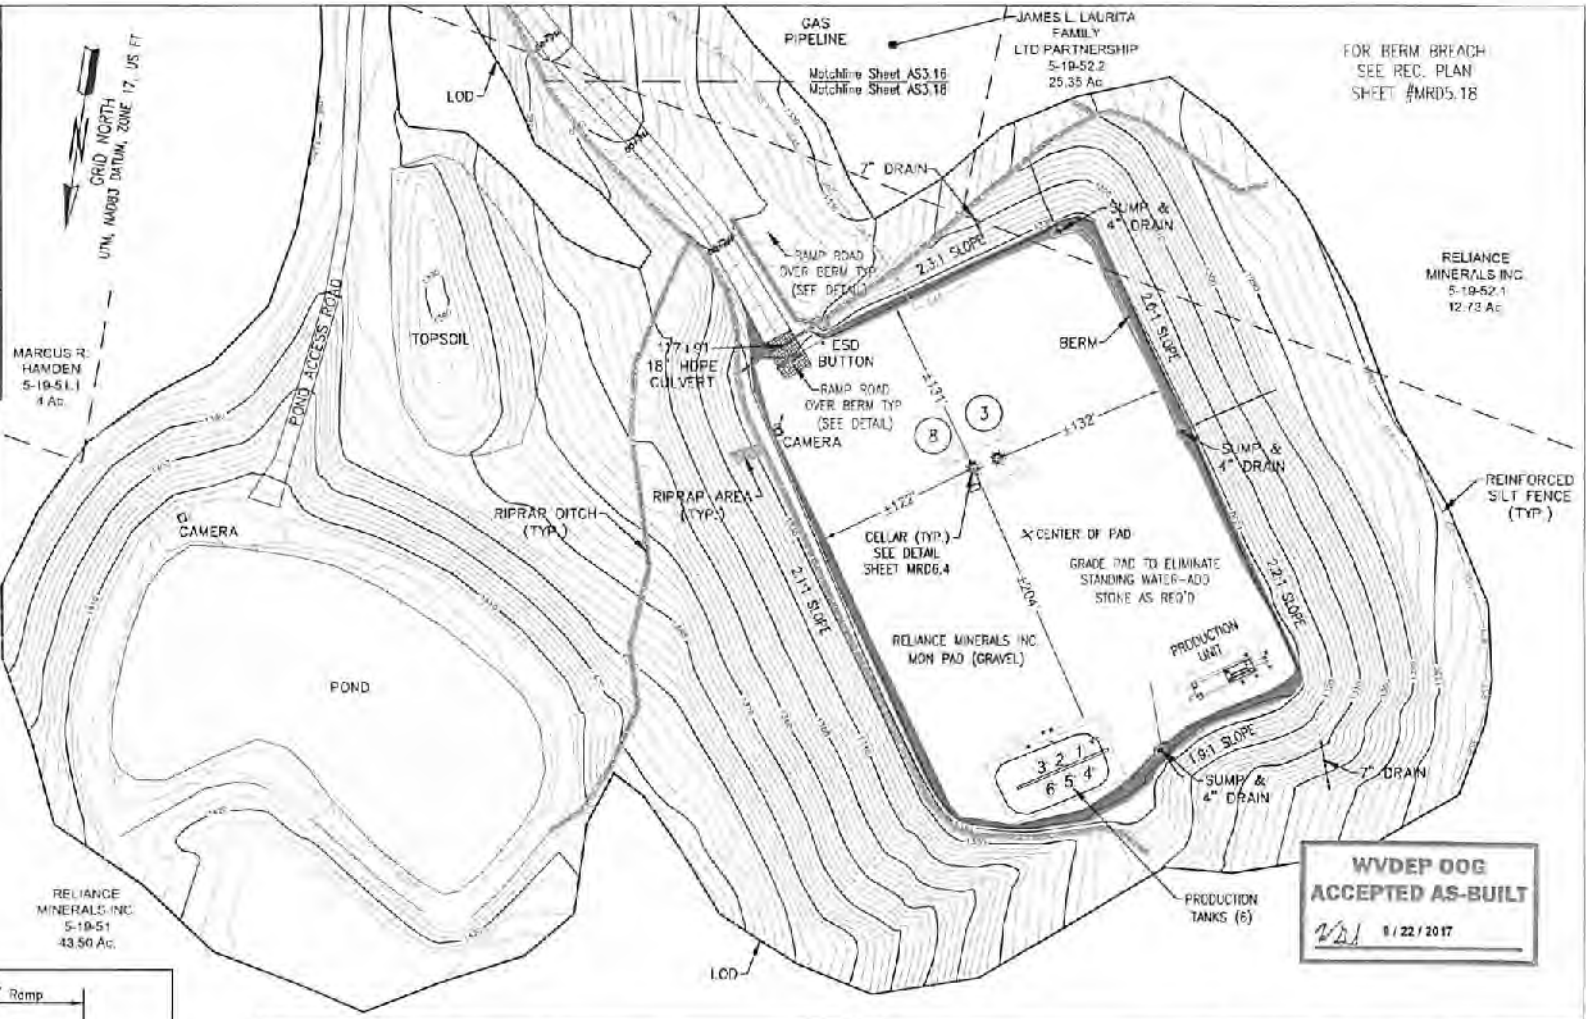 GAS
PIPELINE
JAMES L. LAURITA
FAMILY
LTD PARTNERSHIP
5-19-52.2
25.35 Ac.
FOR BERM BREACH
SEE REC. PLAN
SHEET #MRD5.18
Matchline Sheet AS3.16
Matchline Sheet AS3.18
LOD
GRID NORTH
UTM, NAD83 DATUM, ZONE 17, US FT
7" DRAIN
SUMP &
4" DRAIN
2.3:1 SLOPE
RAMP ROAD
OVER BERM TYP
(SEE DETAIL)
RELIANCE
MINERALS INC.
5-19-52.1
12.73 Ac
2.0:1 SLOPE
BERM
TOPSOIL
POND ACCESS ROAD
MARCUS R.
HAMDEN
5-19-51.1
4 Ac.
177+91
18" HDPE
CULVERT
ESD
BUTTON
RAMP ROAD
OVER BERM TYP
(SEE DETAIL)
±131'
8
3
±132'
CAMERA
SUMP &
4" DRAIN
REINFORCED
SILT FENCE
(TYP.)
RIPRAP AREA
(TYP.)
±122'
RIPRAP DITCH
(TYP.)
CAMERA
CELLAR (TYP.)
SEE DETAIL
SHEET MRD6.4
CENTER OF PAD
GRADE PAD TO ELIMINATE
STANDING WATER-ADD
STONE AS REQ'D
2.1:1 SLOPE
±204'
2.2:1 SLOPE
RELIANCE MINERALS INC.
MON PAD (GRAVEL)
PRODUCTION
UNIT
POND
3 2 1
6 5 4
1.9:1 SLOPE
SUMP &
4" DRAIN
7" DRAIN
PRODUCTION
TANKS (6)
WVDEP OOG
ACCEPTED AS-BUILT
9/22/2017
RELIANCE
MINERALS INC.
5-19-51
43.50 Ac.
LOD
Ramp